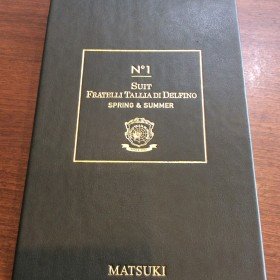 N°1
SUIT
FRATELLI TALLIA DI DELFINO
SPRING & SUMMER
MATSUKI